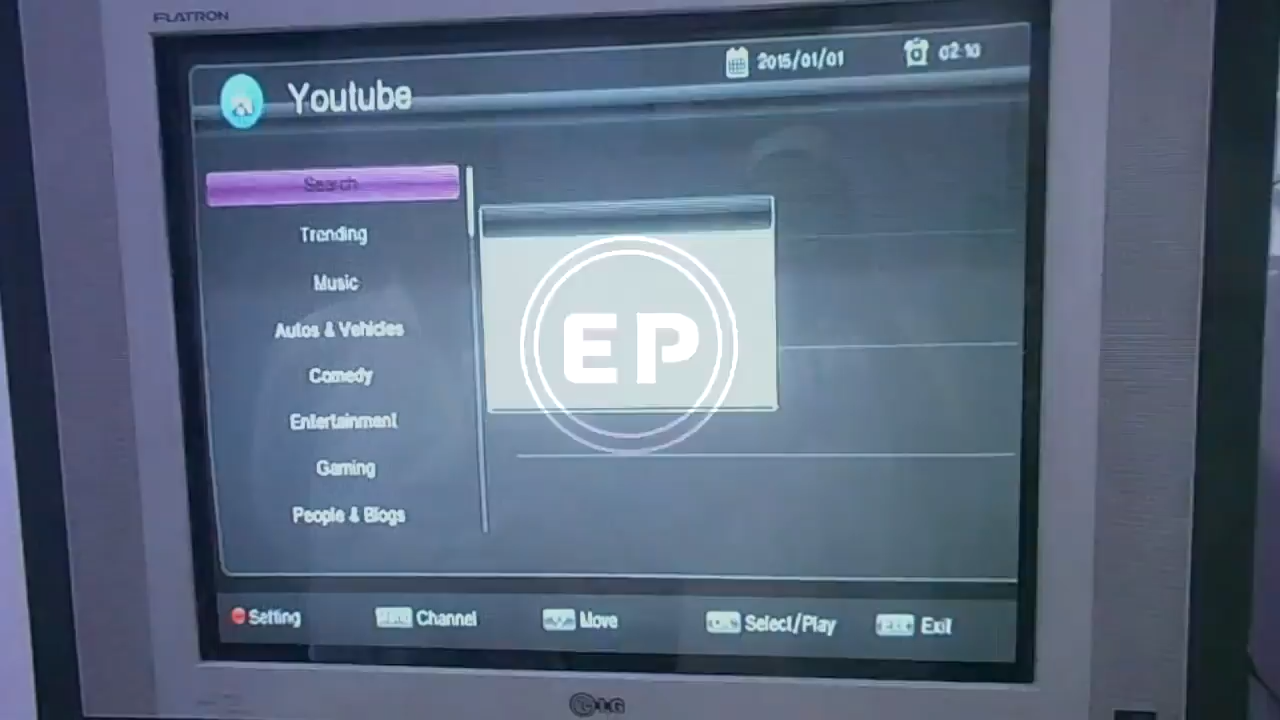 FLATRON
Youtube
2015/01/01
02:10
Search
Trending
Music
Autos & Vehicles
Comedy
Entertainment
Gaming
People & Blogs
EP
Setting
Channel
Move
Select/Play
Exit
LG